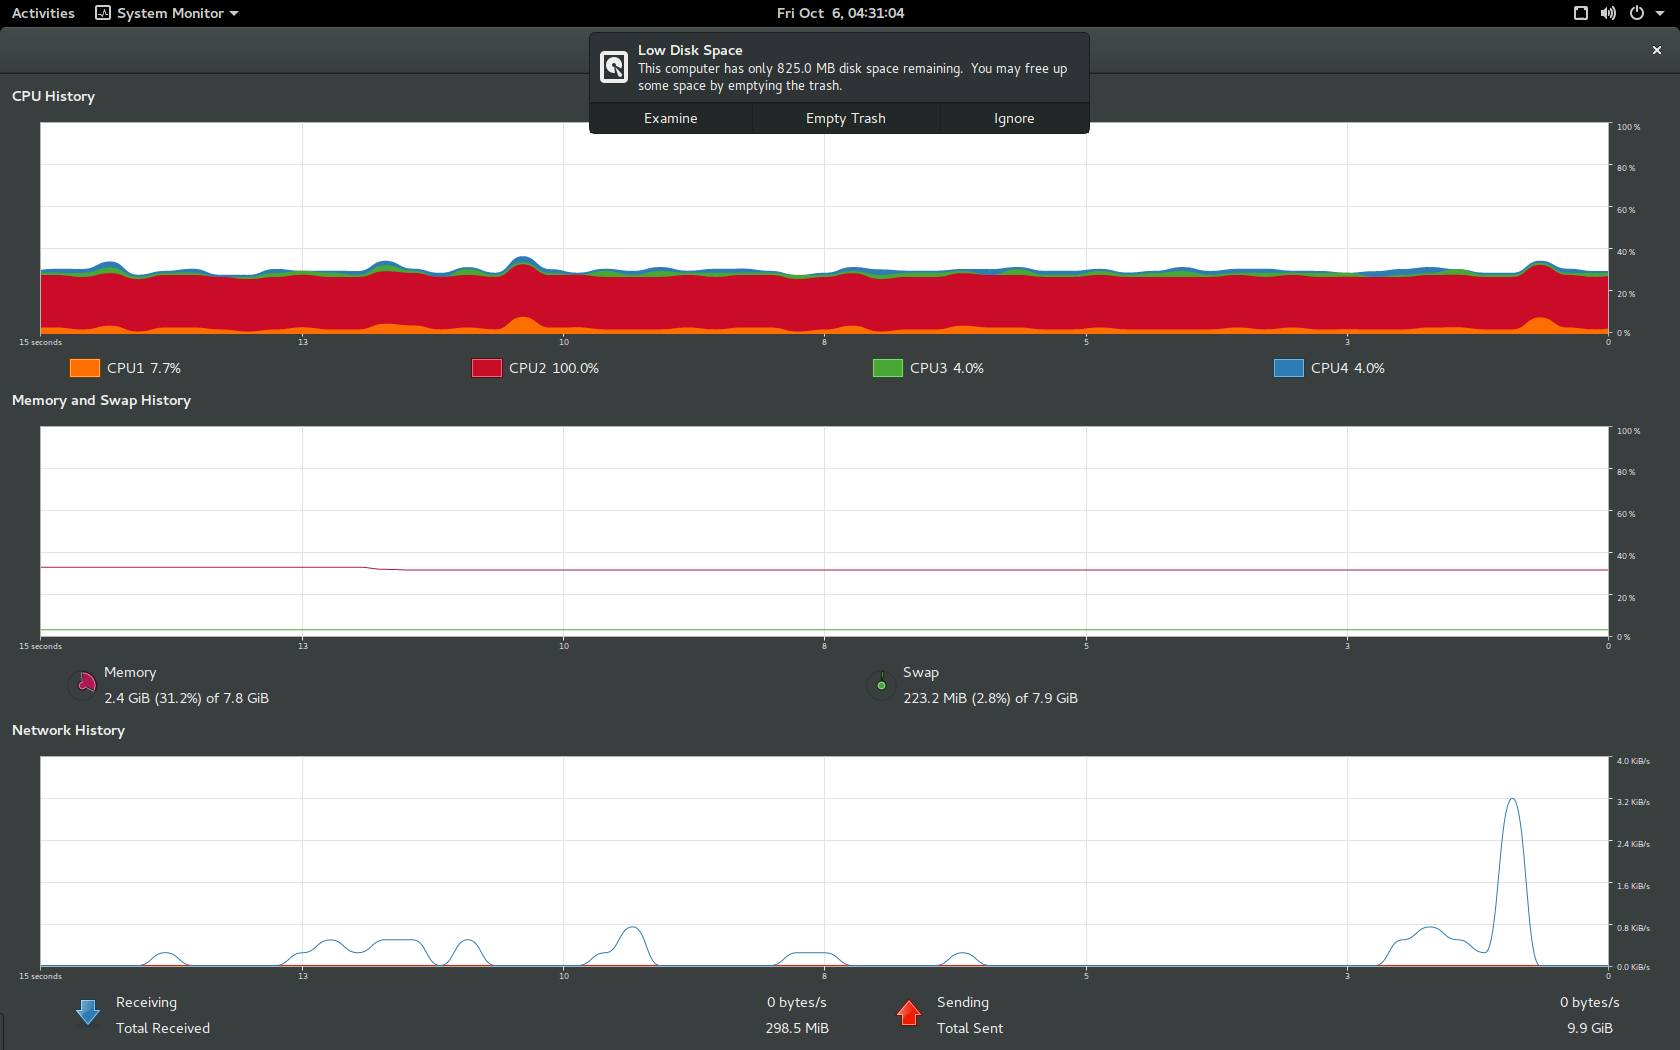 Activities System Monitor Fri Oct 6, 04:31:04
Low Disk Space
This computer has only 825.0 MB disk space remaining. You may free up
some space by emptying the trash.
Examine Empty Trash Ignore
CPU History
100 %
80 %
60 %
40 %
20 %
0 %
15 seconds 13 10 8 5 3 0
CPU1 7.7% CPU2 100.0% CPU3 4.0% CPU4 4.0%
Memory and Swap History
100 %
80 %
60 %
40 %
20 %
0 %
15 seconds 13 10 8 5 3 0
Memory Swap
2.4 GiB (31.2%) of 7.8 GiB 223.2 MiB (2.8%) of 7.9 GiB
Network History
4.0 KiB/s
3.2 KiB/s
2.4 KiB/s
1.6 KiB/s
0.8 KiB/s
0.0 KiB/s
15 seconds 13 10 8 5 3 0
Receiving 0 bytes/s Sending 0 bytes/s
Total Received 298.5 MiB Total Sent 9.9 GiB